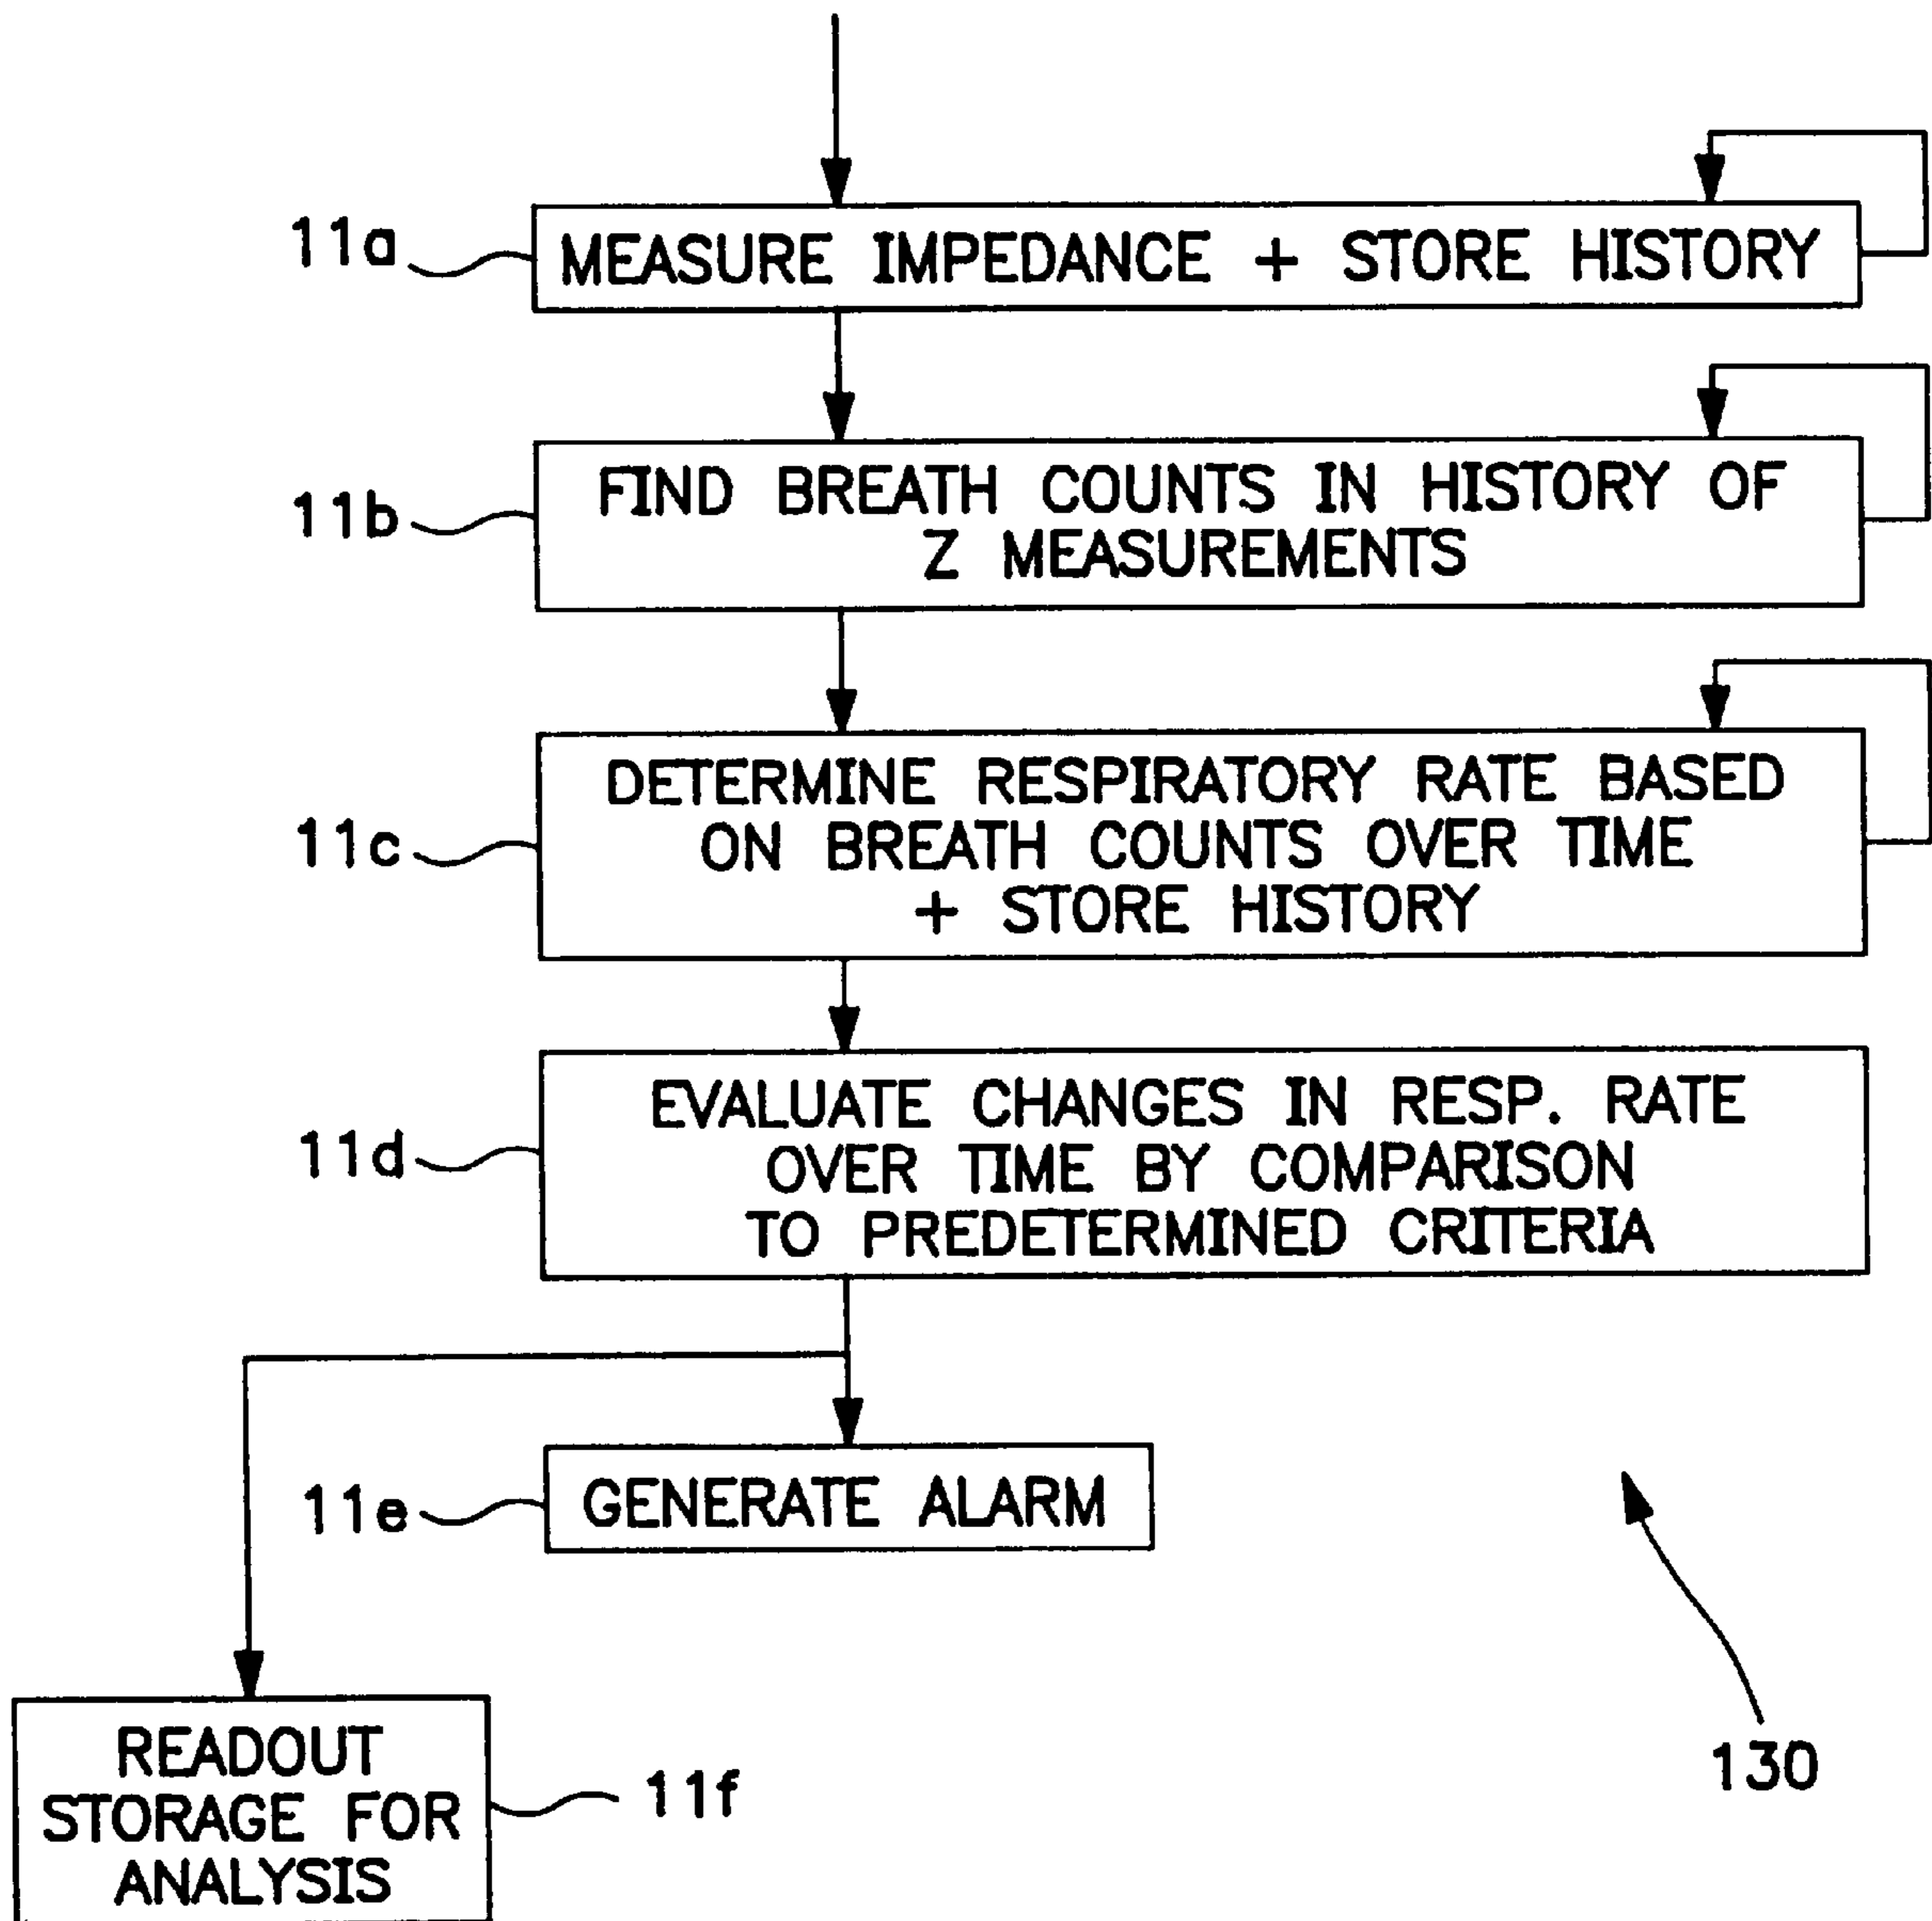 11a
MEASURE IMPEDANCE + STORE HISTORY
11b
FIND BREATH COUNTS IN HISTORY OF
Z MEASUREMENTS
11c
DETERMINE RESPIRATORY RATE BASED
ON BREATH COUNTS OVER TIME
+ STORE HISTORY
11d
EVALUATE CHANGES IN RESP. RATE
OVER TIME BY COMPARISON
TO PREDETERMINED CRITERIA
11e
GENERATE ALARM
130
READOUT
STORAGE FOR
ANALYSIS
11f